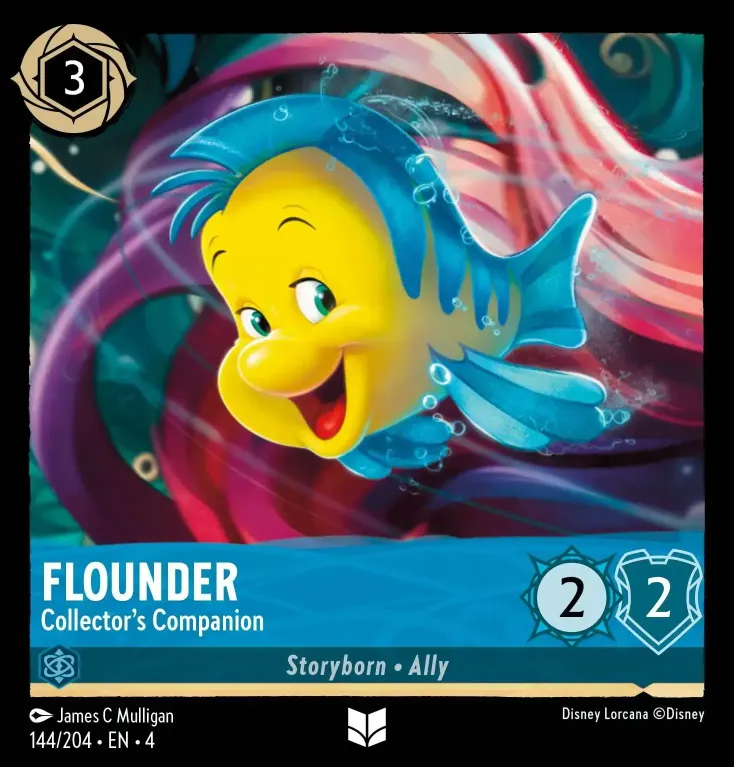 3
FLOUNDER
Collector's Companion
2
2
Storyborn • Ally
James C Mulligan
Disney Lorcana ©Disney
144/204 • EN • 4